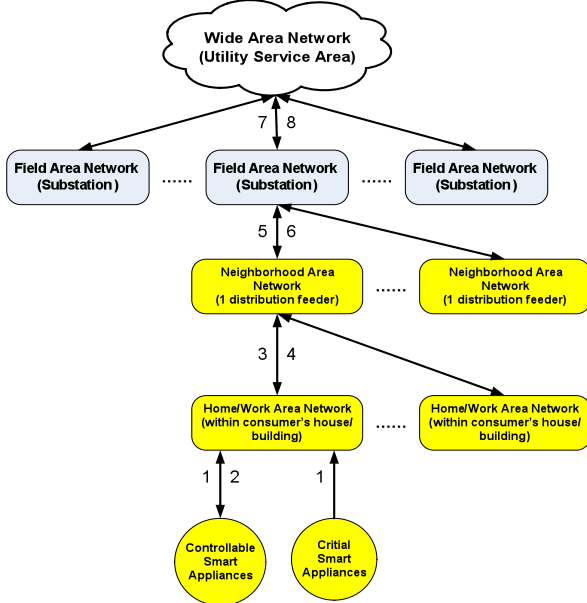 Wide Area Network
(Utility Service Area)
7 8
Field Area Network
(Substation)
......
Field Area Network
(Substation)
......
Field Area Network
(Substation)
5 6
Neighborhood Area
Network
(1 distribution feeder)
......
Neighborhood Area
Network
(1 distribution feeder)
3 4
Home/Work Area Network
(within consumer's house/
building)
......
Home/Work Area Network
(within consumer's house/
building)
1 2
1
Controllable
Smart
Appliances
Critial
Smart
Appliances